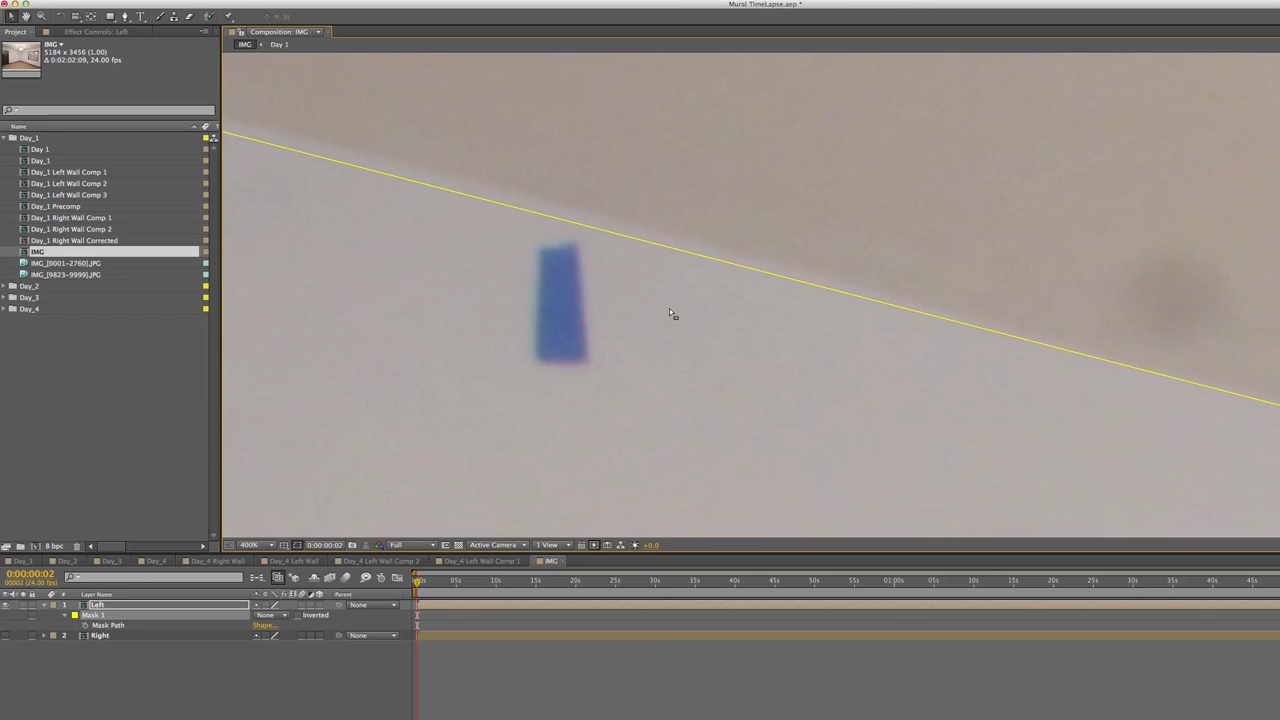 Mural TimeLapse.aep *
Project
Effect Controls: Left
Composition: IMG
IMG
Day 1
IMG
5184 x 3456 (1.00)
Δ 0:02:02:09, 24.00 fps
Name
Day_1
Day 1
Day_1
Day_1 Left Wall Comp 1
Day_1 Left Wall Comp 2
Day_1 Left Wall Comp 3
Day_1 Precomp
Day_1 Right Wall Comp 1
Day_1 Right Wall Comp 2
Day_1 Right Wall Corrected
IMG
IMG_[0001-2760].JPG
IMG_[9823-9999].JPG
Day_2
Day_3
Day_4
8 bpc
400%
0:00:00:02
Full
Active Camera
1 View
+0.0
Day_1
Day_2
Day_3
Day_4
Day_4 Right Wall
Day_4 Left Wall
Day_4 Left Wall Comp 2
Day_4 Left Wall Comp 1
IMG
0:00:00:02
00002 (24.00 fps)
05s
10s
15s
20s
25s
30s
35s
40s
45s
50s
55s
01:00s
05s
10s
15s
20s
25s
30s
35s
40s
45s
# Layer Name
Parent
1 Left
None
Mask 1
None
Inverted
Mask Path
Shape...
2 Right
None